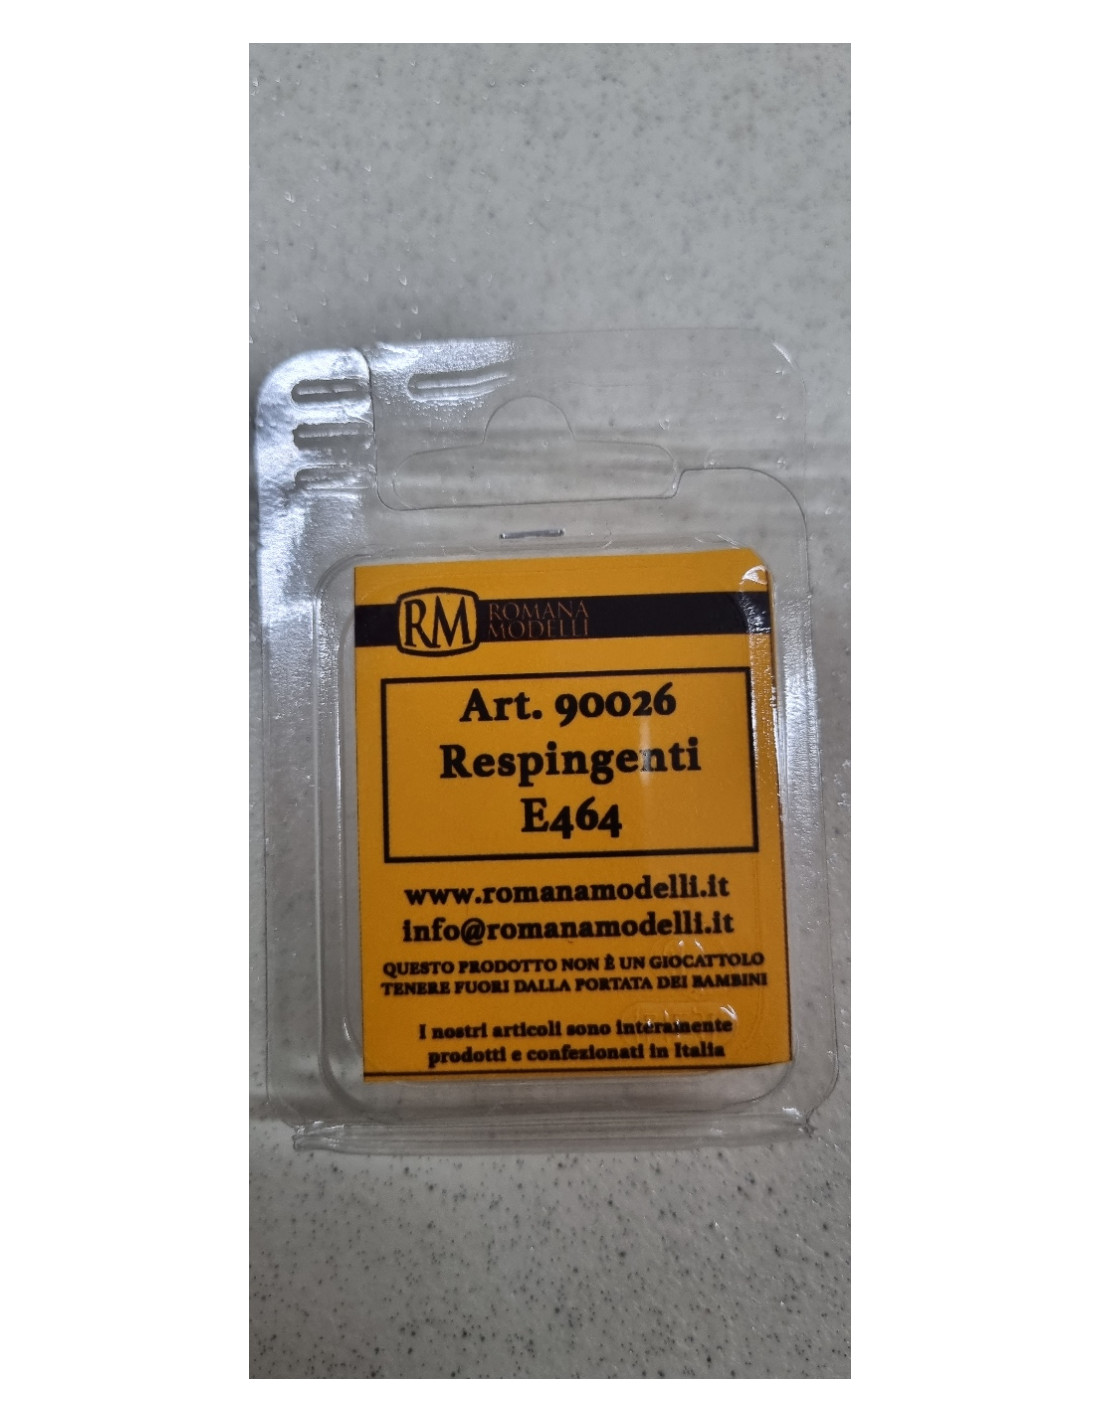 RM
ROMANA
MODELLI
Art. 90026
Respingenti
E464
www.romanamodelli.it
info@romanamodelli.it
QUESTO PRODOTTO NON È UN GIOCATTOLO
TENERE FUORI DALLA PORTATA DEI BAMBINI
I nostri articoli sono interamente
prodotti e confezionati in Italia